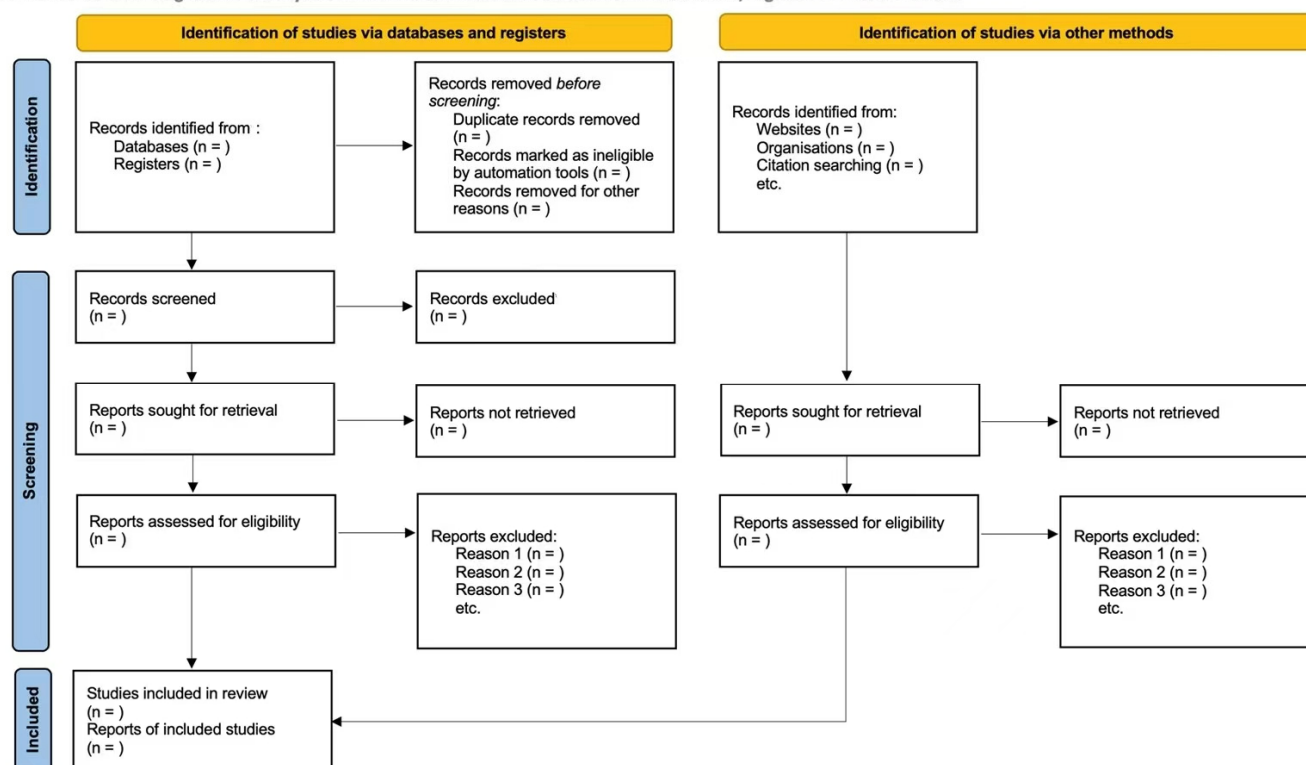 Identification of studies via databases and registers
Identification of studies via other methods
Identification
Records identified from :
Databases (n = )
Registers (n = )
Records removed before
screening:
Duplicate records removed
(n = )
Records marked as ineligible
by automation tools (n = )
Records removed for other
reasons (n = )
Records identified from:
Websites (n = )
Organisations (n = )
Citation searching (n = )
etc.
Screening
Records screened
(n = )
Records excluded
(n = )
Reports sought for retrieval
(n = )
Reports not retrieved
(n = )
Reports sought for retrieval
(n = )
Reports not retrieved
(n = )
Reports assessed for eligibility
(n = )
Reports excluded:
Reason 1 (n = )
Reason 2 (n = )
Reason 3 (n = )
etc.
Reports assessed for eligibility
(n = )
Reports excluded:
Reason 1 (n = )
Reason 2 (n = )
Reason 3 (n = )
etc.
Included
Studies included in review
(n = )
Reports of included studies
(n = )